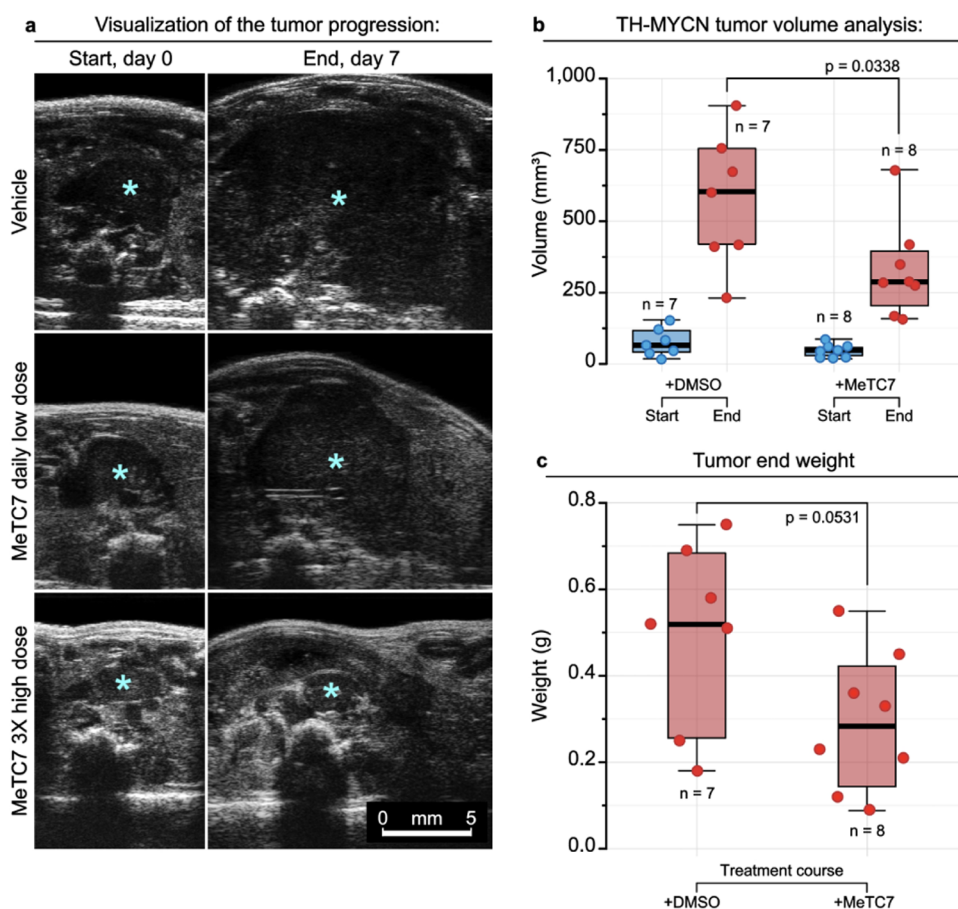 a
Visualization of the tumor progression:
Start, day 0
End, day 7
Vehicle
MeTC7 daily low dose
MeTC7 3X high dose
*
*
*
*
*
*
0 mm 5
b
TH-MYCN tumor volume analysis:
Volume (mm³)
1,000
750
500
250
0
p = 0.0338
n = 7
n = 8
n = 7
n = 8
+DMSO
+MeTC7
Start
End
Start
End
c
Tumor end weight
Weight (g)
0.8
0.6
0.4
0.2
0.0
p = 0.0531
n = 7
n = 8
Treatment course
+DMSO
+MeTC7